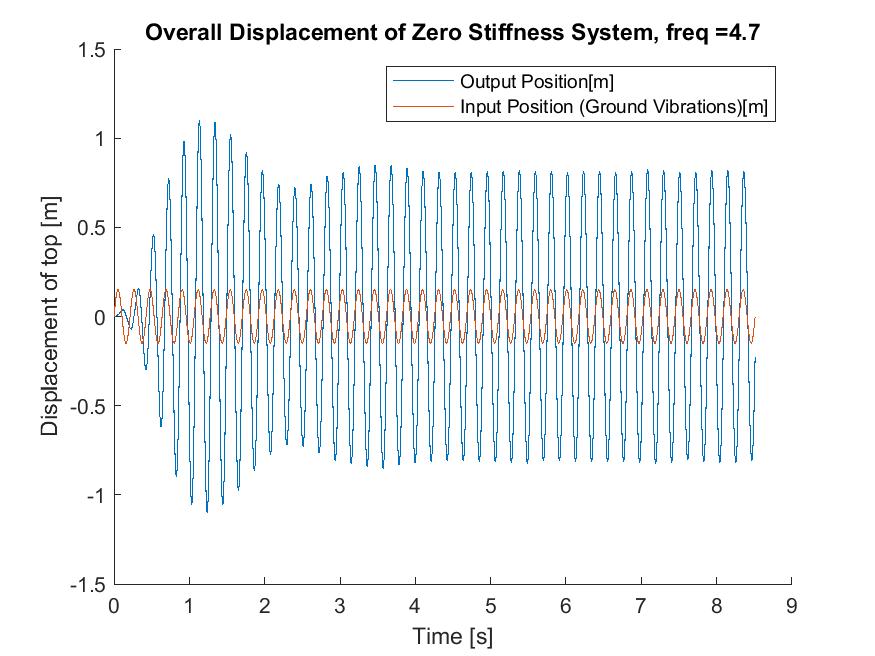 Overall Displacement of Zero Stiffness System, freq =4.7
Output Position[m]
Input Position (Ground Vibrations)[m]
Displacement of top [m]
1.5
1
0.5
0
-0.5
-1
-1.5
0 1 2 3 4 5 6 7 8 9
Time [s]